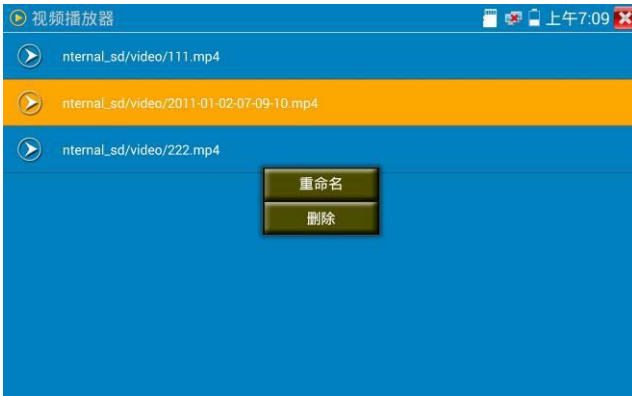 视频播放器 上午7:09
nternal_sd/video/111.mp4
nternal_sd/video/2011-01-02-07-09-10.mp4
nternal_sd/video/222.mp4
重命名
删除